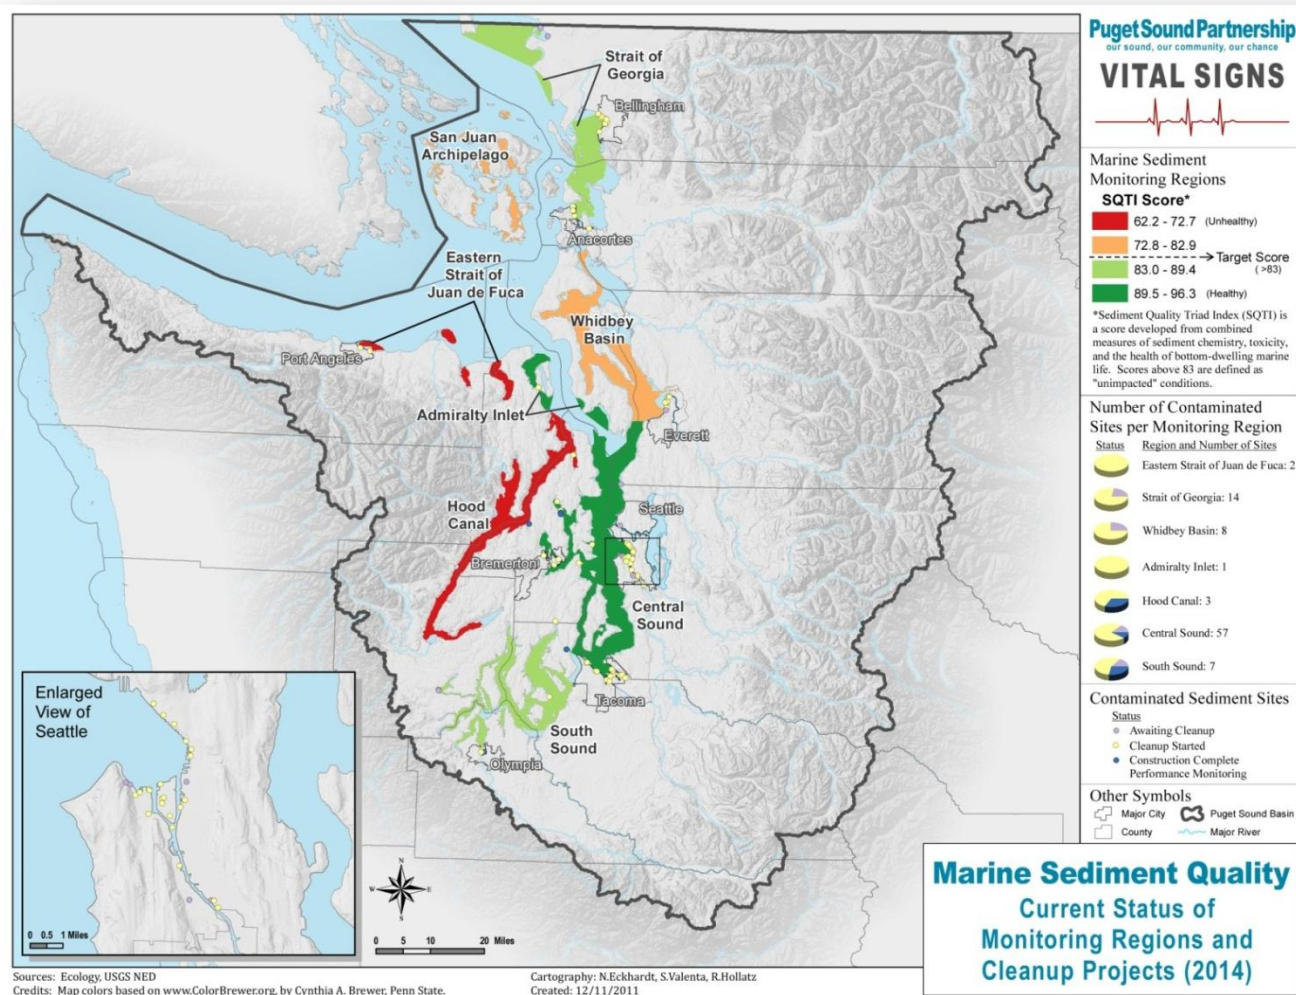 Strait of
Georgia
Bellingham
San Juan
Archipelago
Anacortes
Eastern
Strait of
Juan de Fuca
Whidbey
Basin
Port Angeles
Admiralty Inlet
Everett
Hood
Canal
Seattle
Bremerton
Central
Sound
Tacoma
South
Sound
Olympia
Enlarged
View of
Seattle
0 0.5 1 Miles
N
W E
S
0 5 10 20 Miles
Puget Sound Partnership
our sound, our community, our chance
VITAL SIGNS
Marine Sediment
Monitoring Regions
SQTI Score*
62.2 - 72.7 (Unhealthy)
72.8 - 82.9
Target Score
( >83)
83.0 - 89.4
89.5 - 96.3 (Healthy)
*Sediment Quality Triad Index (SQTI) is
a score developed from combined
measures of sediment chemistry, toxicity,
and the health of bottom-dwelling marine
life. Scores above 83 are defined as
"unimpacted" conditions.
Number of Contaminated
Sites per Monitoring Region
Status Region and Number of Sites
Eastern Strait of Juan de Fuca: 2
Strait of Georgia: 14
Whidbey Basin: 8
Admiralty Inlet: 1
Hood Canal: 3
Central Sound: 57
South Sound: 7
Contaminated Sediment Sites
Status
Awaiting Cleanup
Cleanup Started
Construction Complete
Performance Monitoring
Other Symbols
Major City Puget Sound Basin
County Major River
Marine Sediment Quality
Current Status of
Monitoring Regions and
Cleanup Projects (2014)
Sources: Ecology, USGS NED
Credits: Map colors based on www.ColorBrewer.org, by Cynthia A. Brewer, Penn State.
Cartography: N.Eckhardt, S.Valenta, R.Hollatz
Created: 12/11/2011